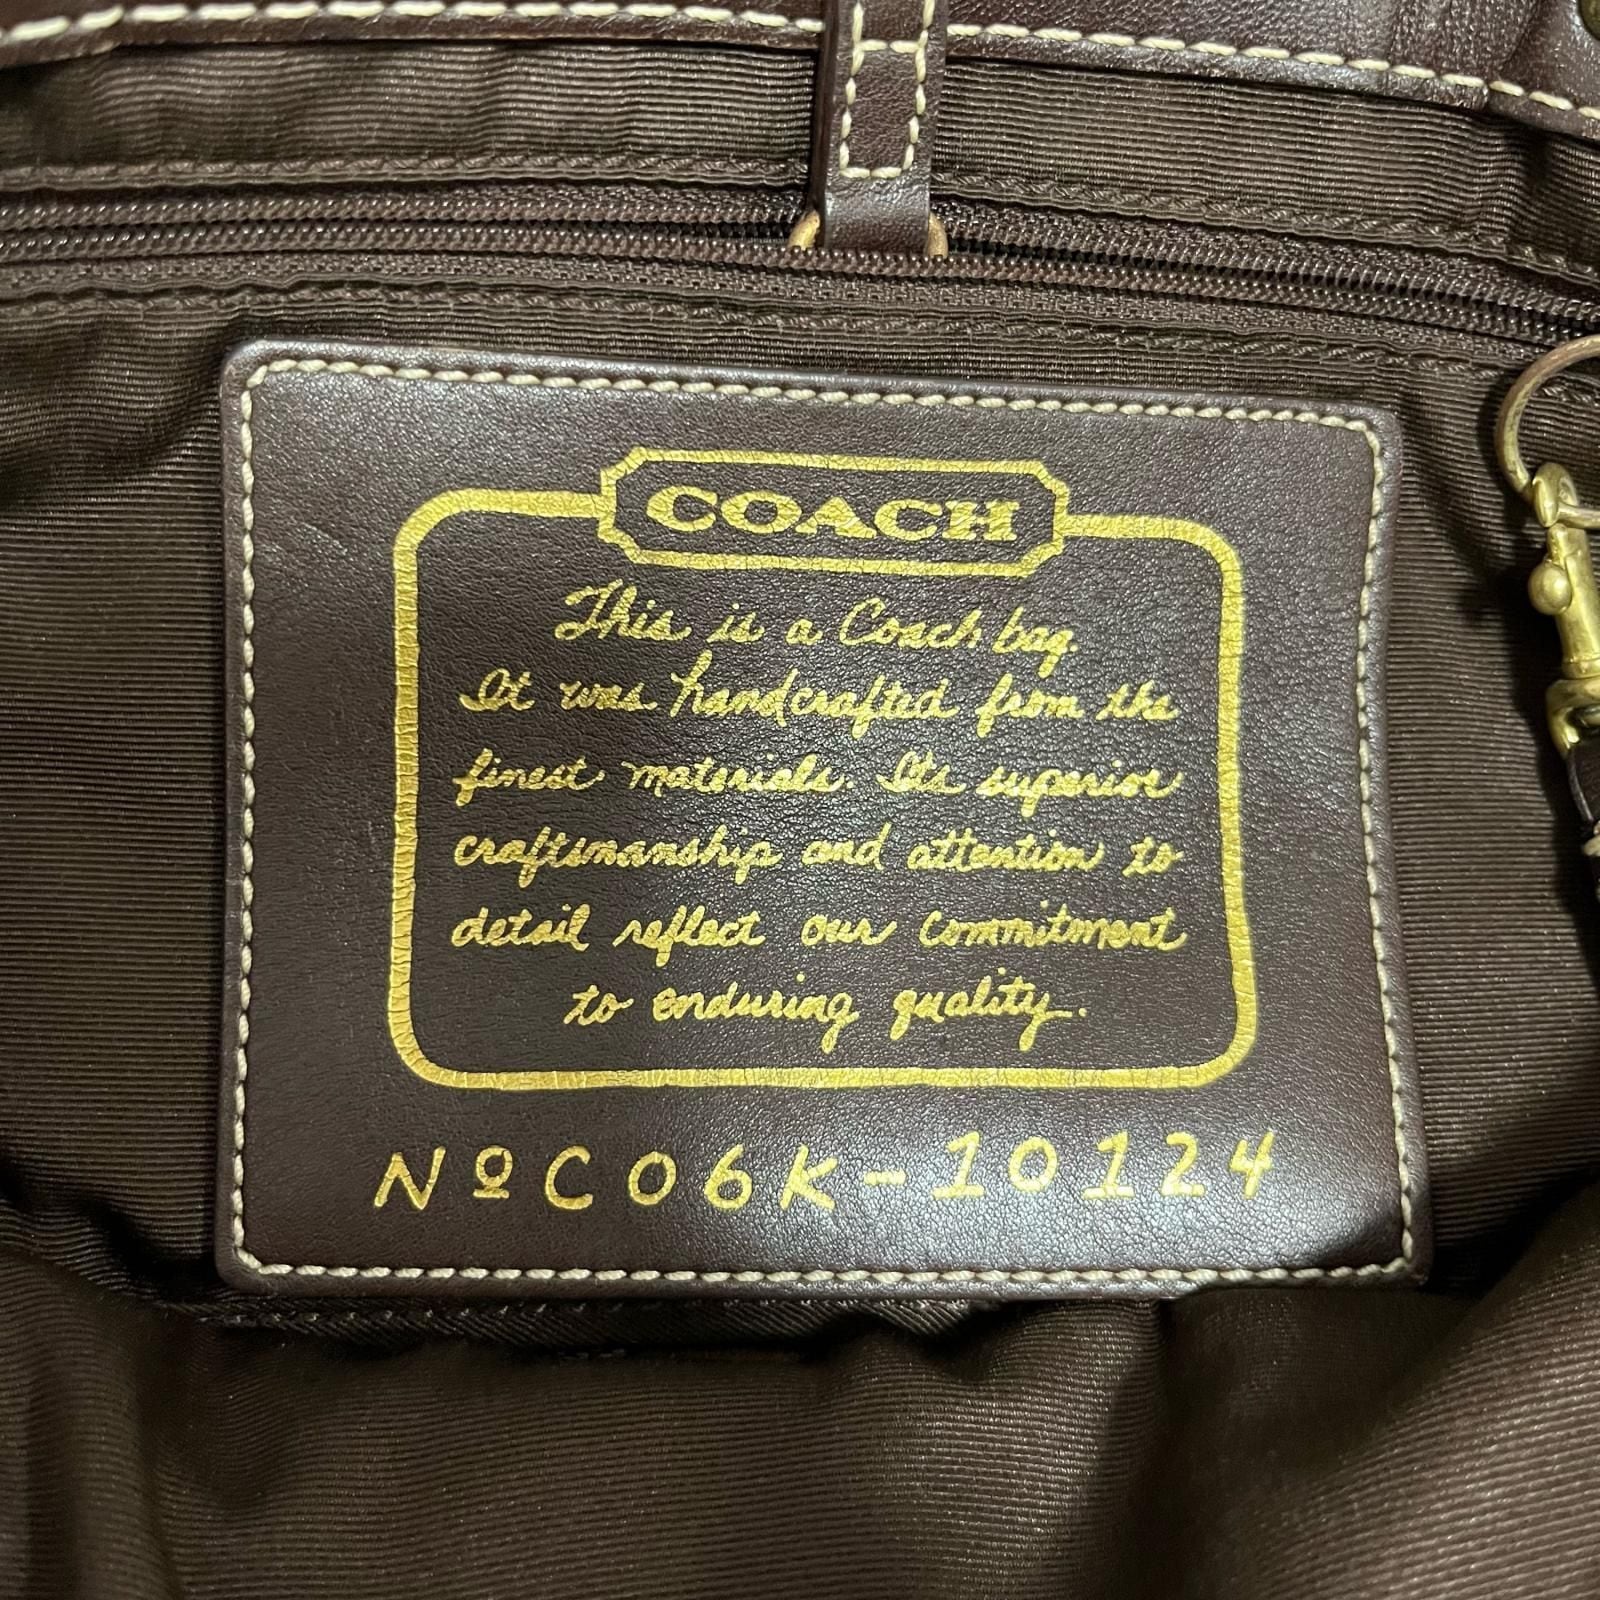 COACH
This is a Coach bag.
It was handcrafted from the
finest materials. Its superior
craftsmanship and attention to
detail reflect our commitment
to enduring quality.
NºC06K-10124